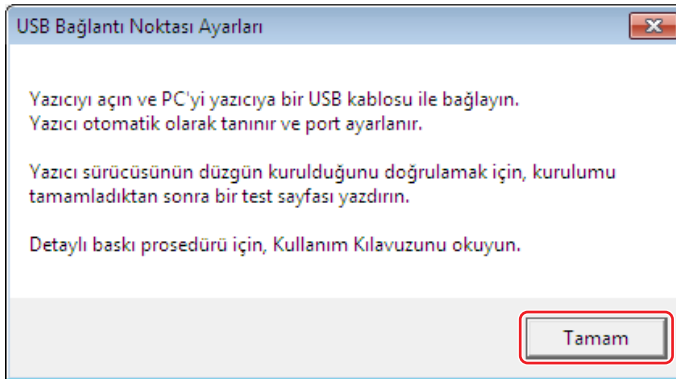 USB Bağlantı Noktası Ayarları
Yazıcıyı açın ve PC'yi yazıcıya bir USB kablosu ile bağlayın.
Yazıcı otomatik olarak tanınır ve port ayarlanır.
Yazıcı sürücüsünün düzgün kurulduğunu doğrulamak için, kurulumu
tamamladıktan sonra bir test sayfası yazdırın.
Detaylı baskı prosedürü için, Kullanım Kılavuzunu okuyun.
Tamam